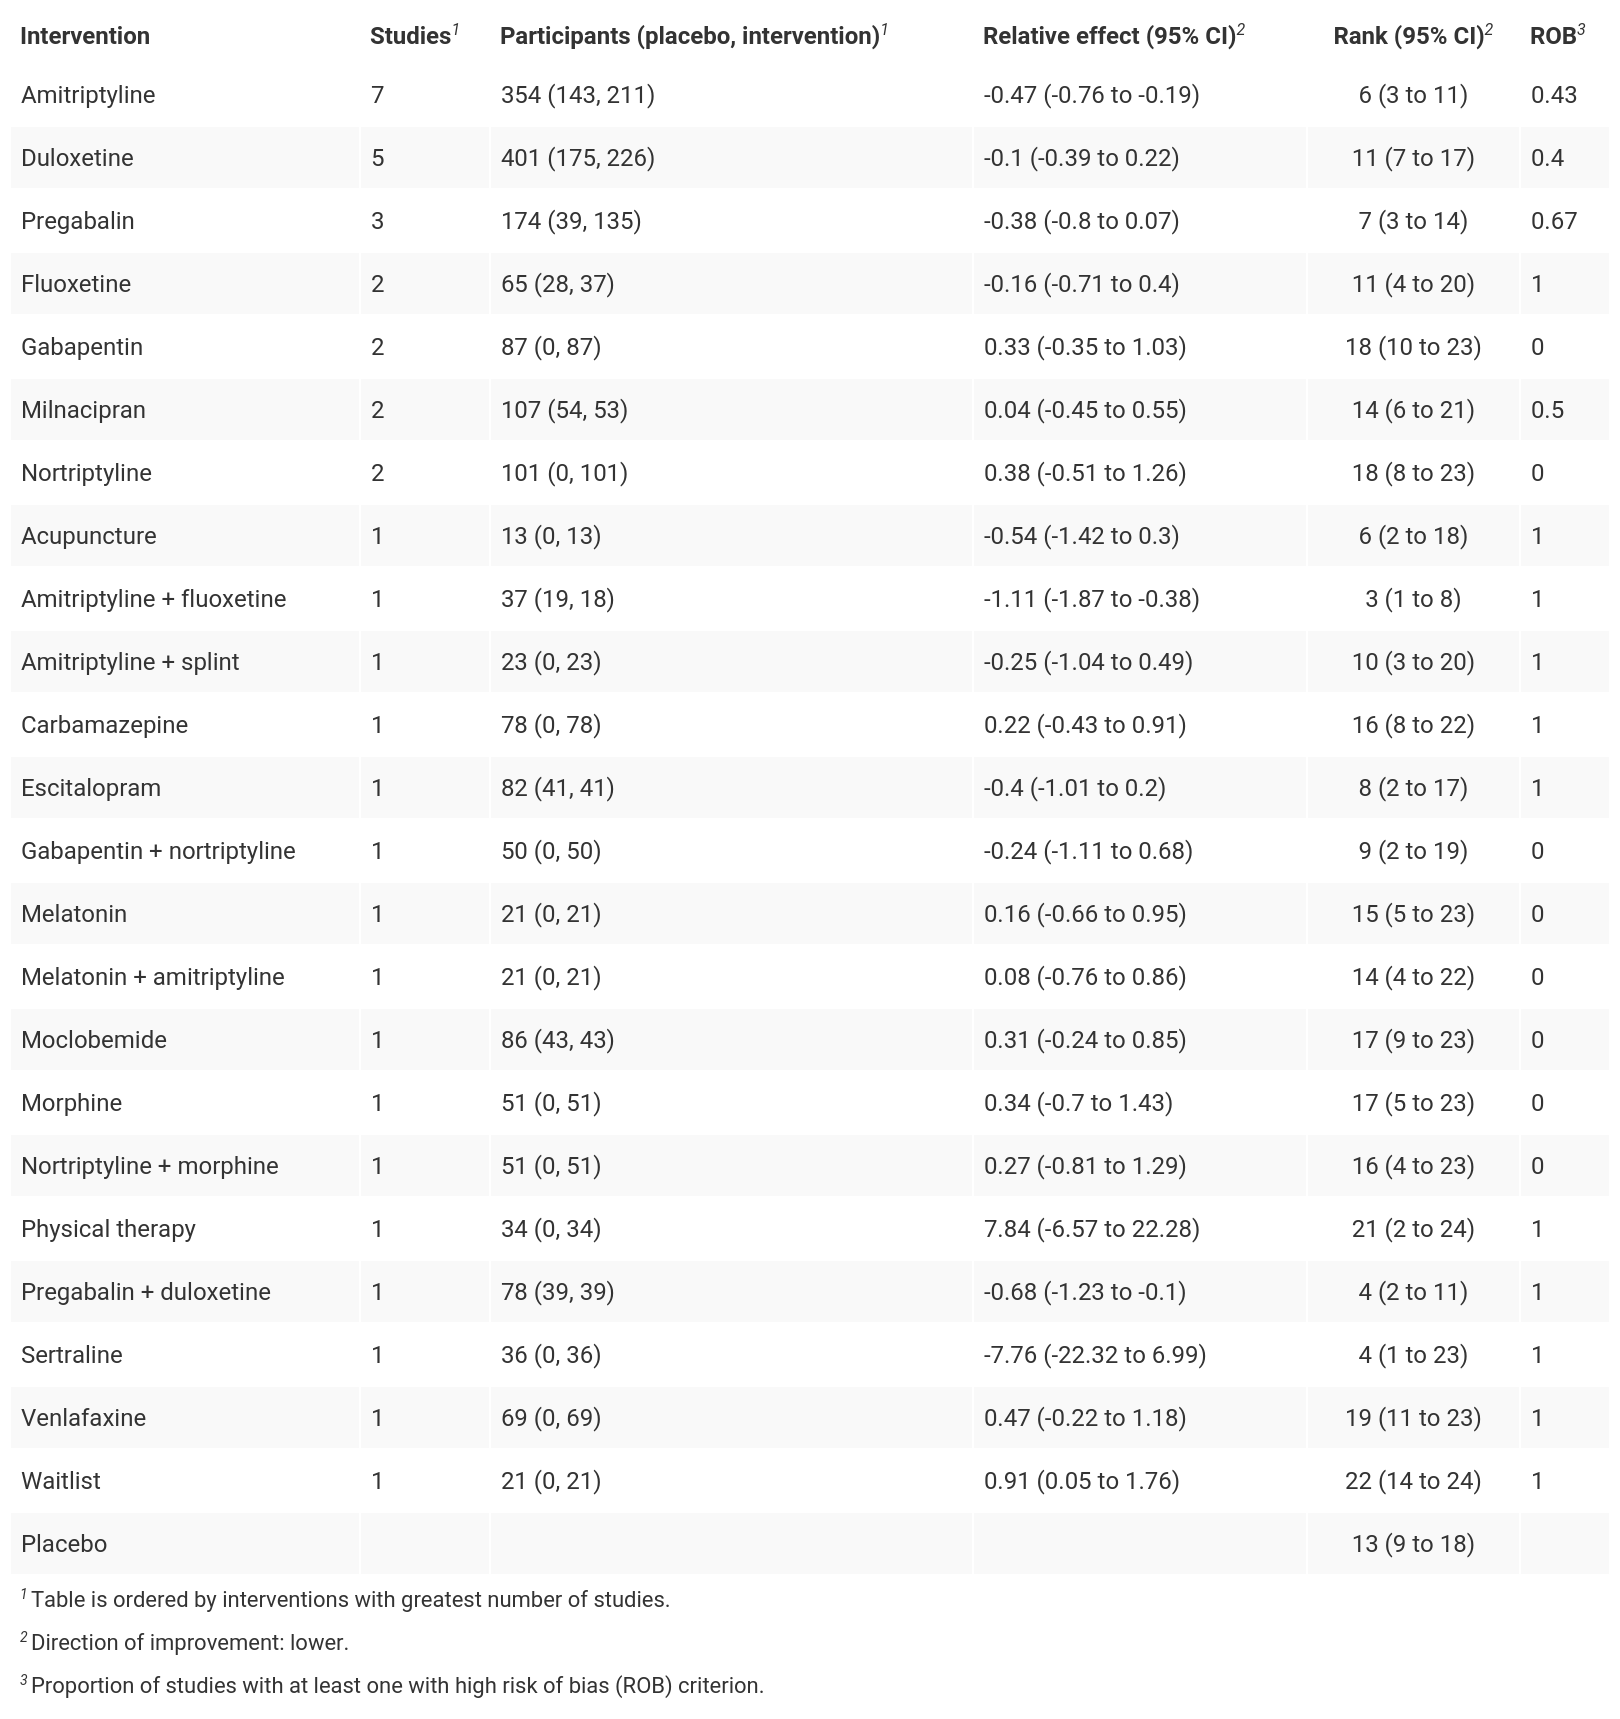 Intervention Studies1 Participants (placebo, intervention)1 Relative effect (95% CI)2 Rank (95% CI)2 ROB3
Amitriptyline 7 354 (143, 211) -0.47 (-0.76 to -0.19) 6 (3 to 11) 0.43
Duloxetine 5 401 (175, 226) -0.1 (-0.39 to 0.22) 11 (7 to 17) 0.4
Pregabalin 3 174 (39, 135) -0.38 (-0.8 to 0.07) 7 (3 to 14) 0.67
Fluoxetine 2 65 (28, 37) -0.16 (-0.71 to 0.4) 11 (4 to 20) 1
Gabapentin 2 87 (0, 87) 0.33 (-0.35 to 1.03) 18 (10 to 23) 0
Milnacipran 2 107 (54, 53) 0.04 (-0.45 to 0.55) 14 (6 to 21) 0.5
Nortriptyline 2 101 (0, 101) 0.38 (-0.51 to 1.26) 18 (8 to 23) 0
Acupuncture 1 13 (0, 13) -0.54 (-1.42 to 0.3) 6 (2 to 18) 1
Amitriptyline + fluoxetine 1 37 (19, 18) -1.11 (-1.87 to -0.38) 3 (1 to 8) 1
Amitriptyline + splint 1 23 (0, 23) -0.25 (-1.04 to 0.49) 10 (3 to 20) 1
Carbamazepine 1 78 (0, 78) 0.22 (-0.43 to 0.91) 16 (8 to 22) 1
Escitalopram 1 82 (41, 41) -0.4 (-1.01 to 0.2) 8 (2 to 17) 1
Gabapentin + nortriptyline 1 50 (0, 50) -0.24 (-1.11 to 0.68) 9 (2 to 19) 0
Melatonin 1 21 (0, 21) 0.16 (-0.66 to 0.95) 15 (5 to 23) 0
Melatonin + amitriptyline 1 21 (0, 21) 0.08 (-0.76 to 0.86) 14 (4 to 22) 0
Moclobemide 1 86 (43, 43) 0.31 (-0.24 to 0.85) 17 (9 to 23) 0
Morphine 1 51 (0, 51) 0.34 (-0.7 to 1.43) 17 (5 to 23) 0
Nortriptyline + morphine 1 51 (0, 51) 0.27 (-0.81 to 1.29) 16 (4 to 23) 0
Physical therapy 1 34 (0, 34) 7.84 (-6.57 to 22.28) 21 (2 to 24) 1
Pregabalin + duloxetine 1 78 (39, 39) -0.68 (-1.23 to -0.1) 4 (2 to 11) 1
Sertraline 1 36 (0, 36) -7.76 (-22.32 to 6.99) 4 (1 to 23) 1
Venlafaxine 1 69 (0, 69) 0.47 (-0.22 to 1.18) 19 (11 to 23) 1
Waitlist 1 21 (0, 21) 0.91 (0.05 to 1.76) 22 (14 to 24) 1
Placebo 13 (9 to 18)
1 Table is ordered by interventions with greatest number of studies.
2 Direction of improvement: lower.
3 Proportion of studies with at least one with high risk of bias (ROB) criterion.